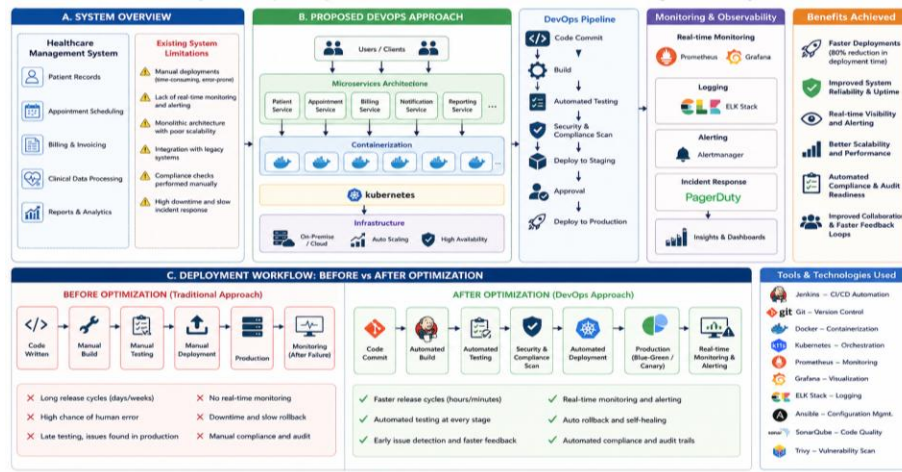 A. SYSTEM OVERVIEW
Healthcare
Management System
Patient Records
Appointment Scheduling
Billing & Invoicing
Clinical Data Processing
Reports & Analytics
Existing System
Limitations
Manual deployments
(time-consuming, error-prone)
Lack of real-time monitoring
and alerting
Monolithic architecture
with poor scalability
Integration with legacy
systems
Compliance checks
performed manually
High downtime and slow
incident response
B. PROPOSED DEVOPS APPROACH
Users / Clients
Microservices Architectione
Patient
Service
Appointment
Service
Billing
Service
Notification
Service
Reporting
Service
...
Containerization
...
kubernetes
Infrastructure
On-Premise
/ Cloud
Auto Scaling
High Availability
DevOps Pipeline
Code Commit
Build
Automated Testing
Security &
Compliance Scan
Deploy to Staging
Approval
Deploy to Production
Monitoring & Observability
Real-time Monitoring
Prometheus
Grafana
Logging
ELK Stack
Alerting
Alertmanager
Incident Response
PagerDuty
Insights & Dashboards
Benefits Achieved
Faster Deployments
(80% reduction in
deployment time)
Improved System
Reliability & Uptime
Real-time Visibility
and Alerting
Better Scalability
and Performance
Automated
Compliance & Audit
Readiness
Improved Collaboration
& Faster Feedback
Loops
C. DEPLOYMENT WORKFLOW: BEFORE vs AFTER OPTIMIZATION
BEFORE OPTIMIZATION (Traditional Approach)
Code
Written
Manual
Build
Manual
Testing
Manual
Deployment
Production
Monitoring
(After Failure)
Long release cycles (days/weeks)
High chance of human error
Late testing, issues found in production
No real-time monitoring
Downtime and slow rollback
Manual compliance and audit
AFTER OPTIMIZATION (DevOps Approach)
Code
Commit
Automated
Build
Automated
Testing
Security &
Compliance
Scan
Automated
Deployment
Production
(Blue-Green /
Canary)
Real-time
Monitoring &
Alerting
Faster release cycles (hours/minutes)
Automated testing at every stage
Early issue detection and faster feedback
Real-time monitoring and alerting
Auto rollback and self-healing
Automated compliance and audit trails
Tools & Technologies Used
Jenkins – CI/CD Automation
git Git – Version Control
Docker – Containerization
Kubernetes – Orchestration
Prometheus – Monitoring
Grafana – Visualization
ELK Stack – Logging
Ansible – Configuration Mgmt.
SonarQube – Code Quality
Trivy – Vulnerability Scan